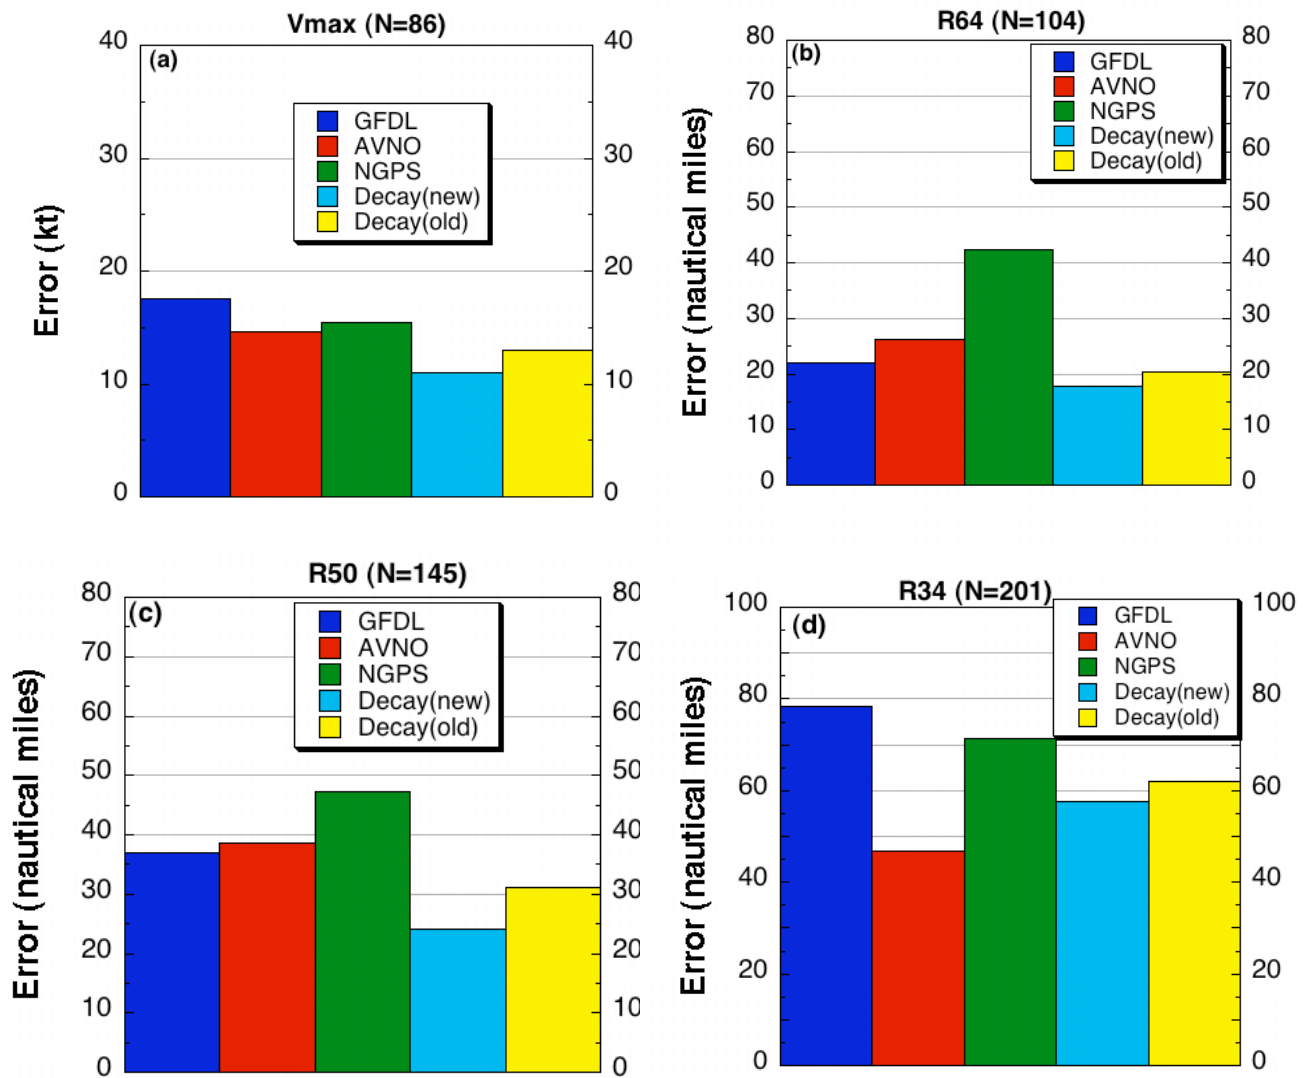 Vmax (N=86)
(a)
40
30
20
10
0
40
30
20
10
0
Error (kt)
GFDL
AVNO
NGPS
Decay(new)
Decay(old)
R64 (N=104)
(b)
80
70
60
50
40
30
20
10
0
80
70
60
50
40
30
20
10
0
Error (nautical miles)
GFDL
AVNO
NGPS
Decay(new)
Decay(old)
R50 (N=145)
(c)
80
70
60
50
40
30
20
10
0
80
70
60
50
40
30
20
10
0
Error (nautical miles)
GFDL
AVNO
NGPS
Decay(new)
Decay(old)
R34 (N=201)
(d)
100
80
60
40
20
0
100
80
60
40
20
0
Error (nautical miles)
GFDL
AVNO
NGPS
Decay(new)
Decay(old)